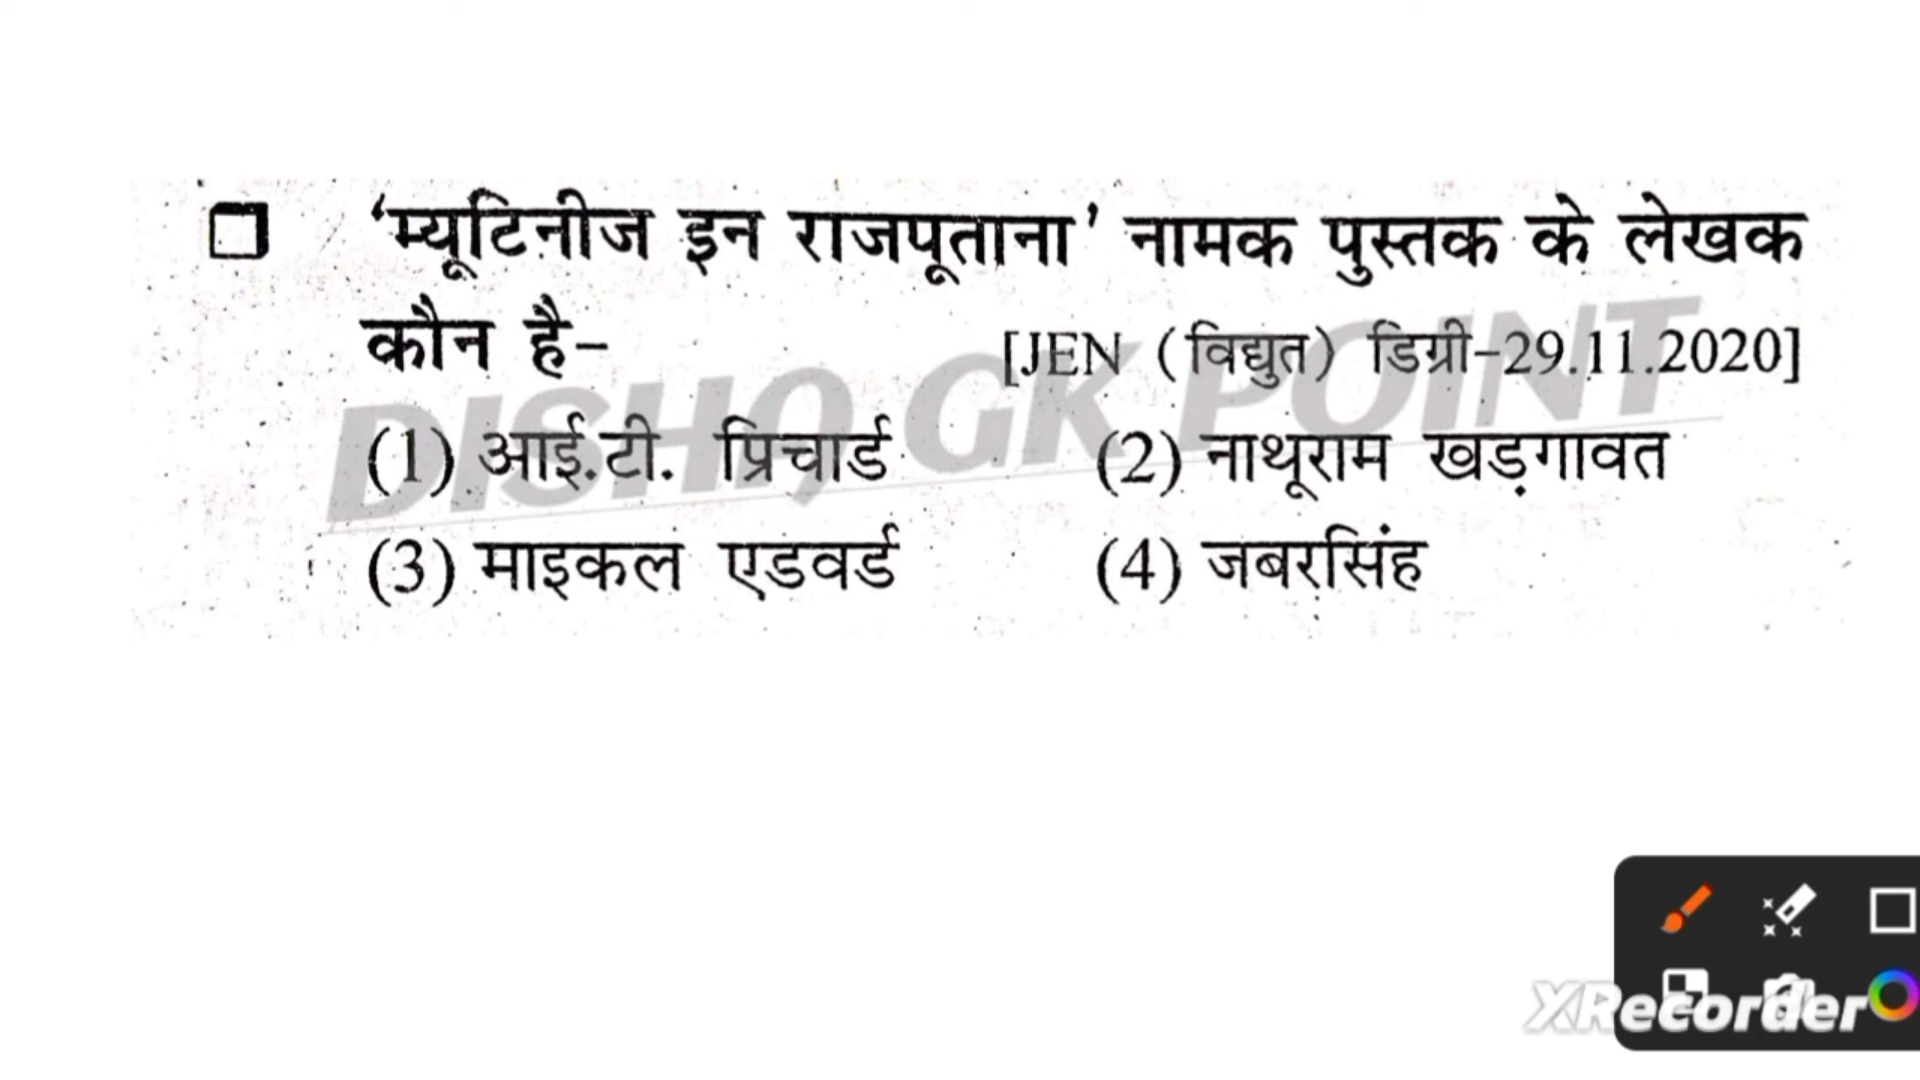 ‘म्यूटिनीज इन राजपूताना’ नामक पुस्तक के लेखक
कौन है-
[JEN (विद्युत) डिग्री-29.11.2020]
(1) आई.टी. प्रिचार्ड (2) नाथूराम खड़गावत
(3) माइकल एडवर्ड (4) जबरसिंह
DISHA GK POINT
XRecorder